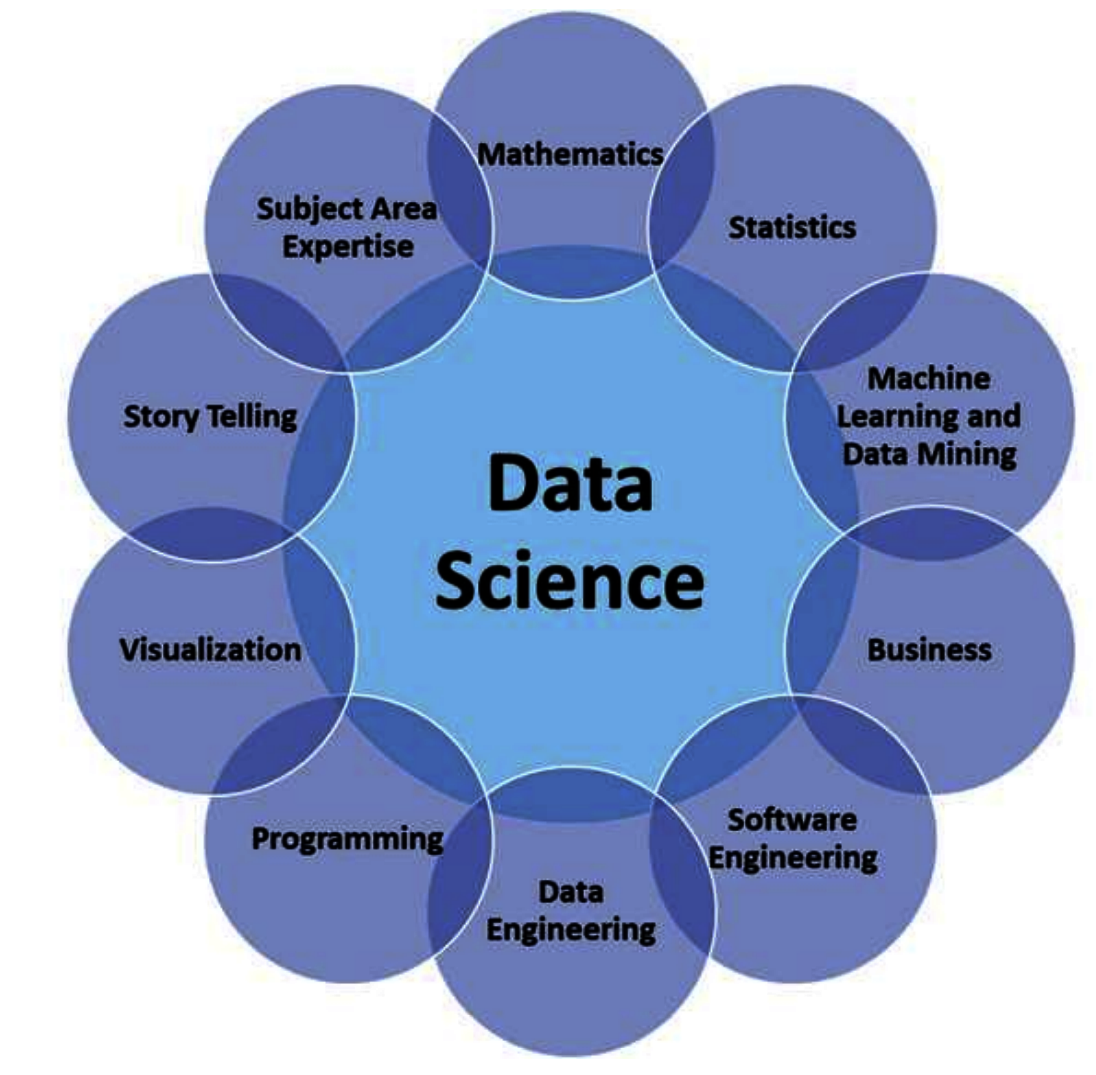 Mathematics
Subject Area
Expertise
Statistics
Machine
Learning and
Data Mining
Story Telling
Data
Science
Visualization
Business
Programming
Software
Engineering
Data
Engineering